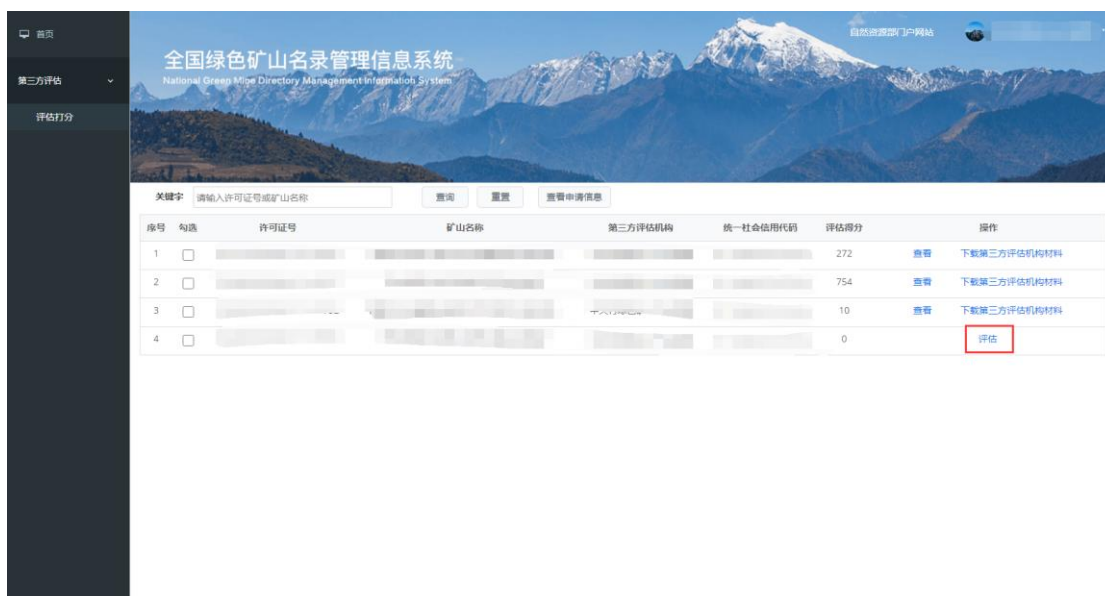 首页
自然资源部门户网站
全国绿色矿山名录管理信息系统
National Green Mine Directory Management Information System
第三方评估
评估打分
关键字 请输入许可证号或矿山名称 查询 重置 查看申请信息
序号 勾选 许可证号 矿山名称 第三方评估机构 统一社会信用代码 评估得分 操作
1 272 查看 下载第三方评估机构材料
2 754 查看 下载第三方评估机构材料
3 10 查看 下载第三方评估机构材料
4 0 评估